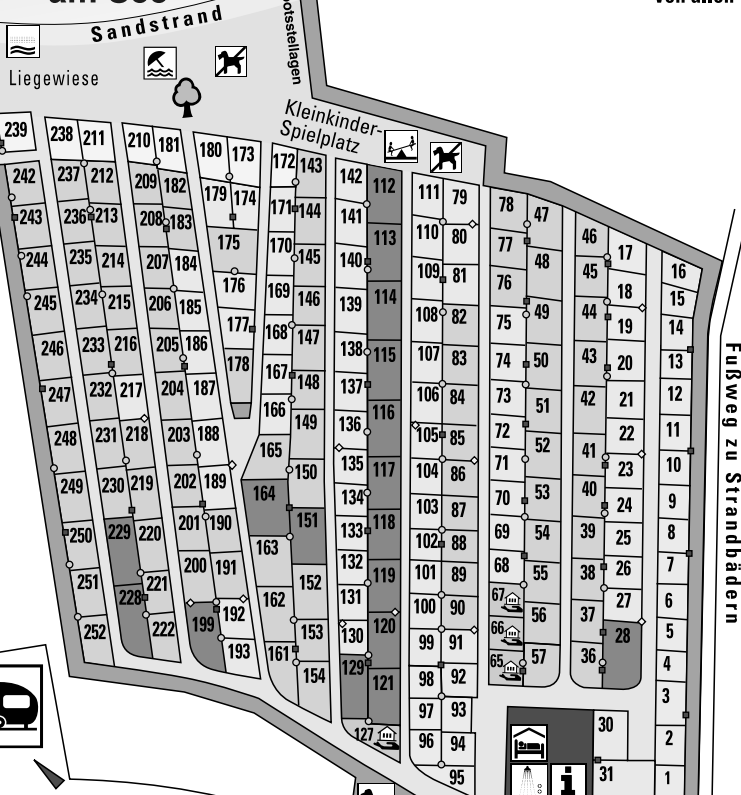 am See
von allen
Sandstrand
ootsstellagen
Liegewiese
Kleinkinder-
Spielplatz
Fußweg zu Strandbädern
239 238 211 210 181 180 173 172 143 142 112 111 79 78 47 46 17 16
242 237 212 209 182 179 174 171 144 141 113 110 80 77 48 45 18 15
243 236 213 208 183 175 170 145 140 114 109 81 76 49 44 19 14
244 235 214 207 184 176 169 146 139 115 108 82 75 50 43 20 13
245 234 215 206 185 177 168 147 138 116 107 83 74 51 42 21 12
246 233 216 205 186 178 167 148 137 117 106 84 73 52 41 22 11
247 232 217 204 187 166 149 136 118 105 85 72 53 40 23 10
248 231 218 203 188 165 150 135 119 104 86 71 54 39 24 9
249 230 219 202 189 164 151 134 120 103 87 70 55 38 25 8
250 229 220 201 190 163 152 133 121 102 88 69 56 37 26 7
251 228 221 200 191 162 153 132 101 89 68 57 36 27 6
252 222 199 192 161 154 131 100 90 67 28 5
193 130 99 91 66 4
129 98 92 65 3
127 97 93 30 2
96 94 31 1
95
i